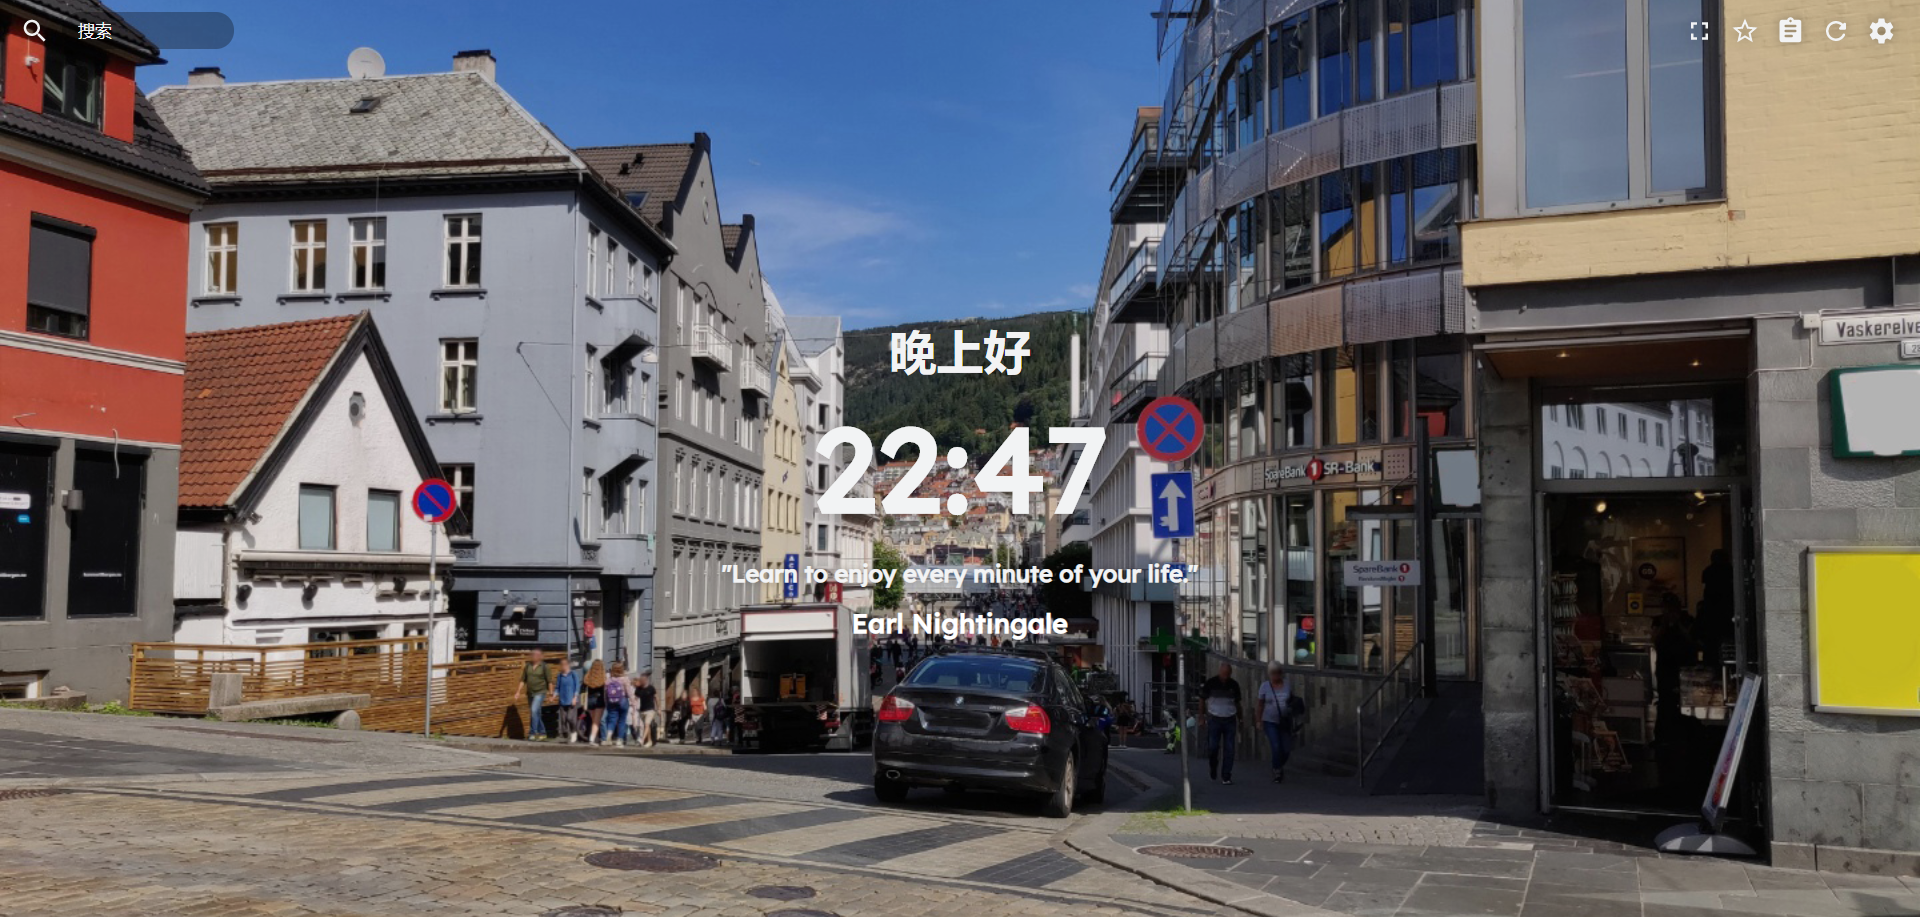 搜索
晚上好
22:47
"Learn to enjoy every minute of your life."
Earl Nightingale
Vaskerelve
SpareBank 1 SR-Bank
SpareBank 1